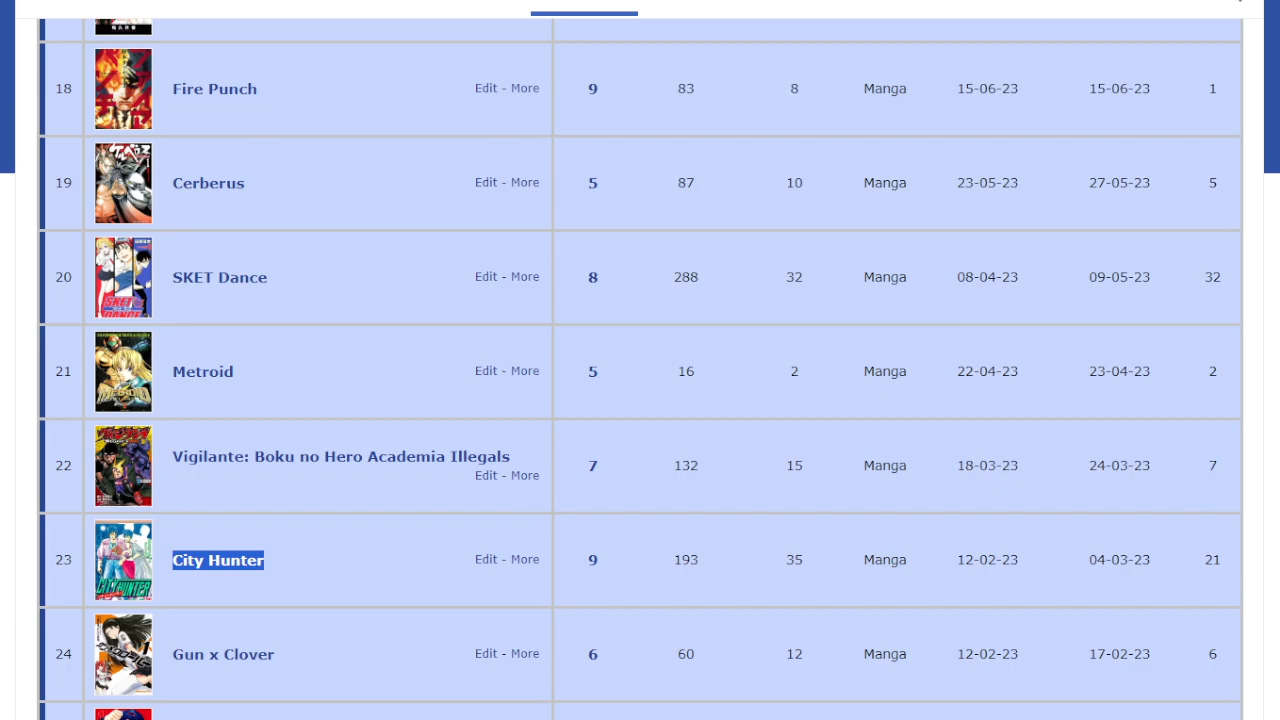 18 Fire Punch Edit - More 9 83 8 Manga 15-06-23 15-06-23 1
19 Cerberus Edit - More 5 87 10 Manga 23-05-23 27-05-23 5
20 SKET Dance Edit - More 8 288 32 Manga 08-04-23 09-05-23 32
SKET
DANCE
21 Metroid Edit - More 5 16 2 Manga 22-04-23 23-04-23 2
METROID
22 Vigilante: Boku no Hero Academia Illegals 7 132 15 Manga 18-03-23 24-03-23 7
Edit - More
23 City Hunter Edit - More 9 193 35 Manga 12-02-23 04-03-23 21
CITY HUNTER
24 Gun x Clover Edit - More 6 60 12 Manga 12-02-23 17-02-23 6